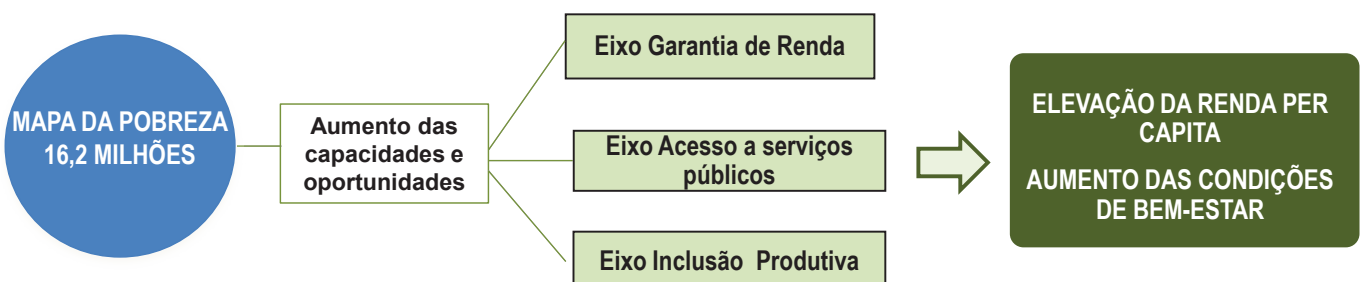 MAPA DA POBREZA
16,2 MILHÕES
Aumento das
capacidades e
oportunidades
Eixo Garantia de Renda
Eixo Acesso a serviços
públicos
Eixo Inclusão Produtiva
ELEVAÇÃO DA RENDA PER
CAPITA
AUMENTO DAS CONDIÇÕES
DE BEM-ESTAR